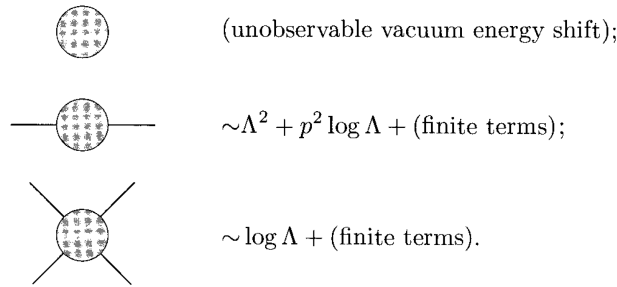 (unobservable vacuum energy shift);
∼Λ² + p² log Λ + (finite terms);
∼ log Λ + (finite terms).